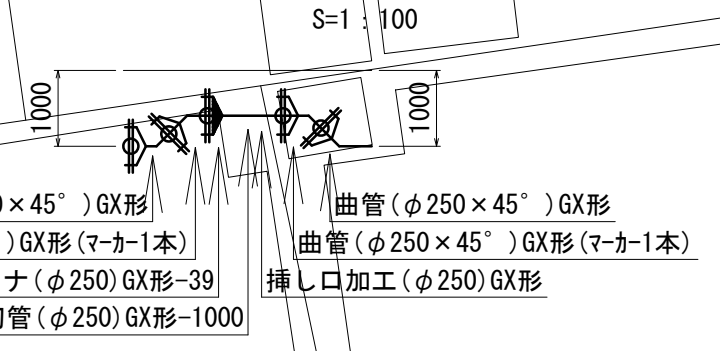 S=1 : 100
1000
1000
×45°)GX形
曲管(φ250×45°)GX形
)GX形(マーカー1本)
曲管(φ250×45°)GX形(マーカー1本)
ナ(φ250)GX形-39
挿し口加工(φ250)GX形
管(φ250)GX形-1000